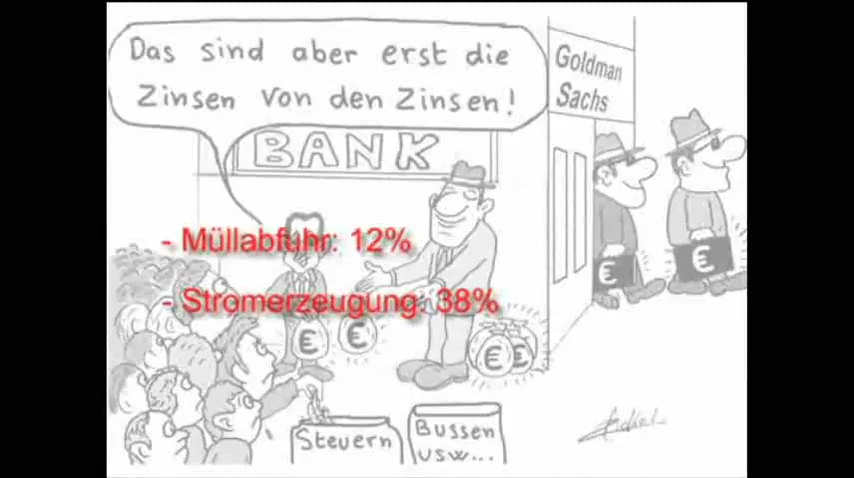 Das sind aber erst die
Zinsen von den Zinsen!
Goldman
Sachs
BANK
- Müllabfuhr: 12%
- Stromerzeugung: 38%
€
€
€
€
€ €
Steuern
Bussen
usw...